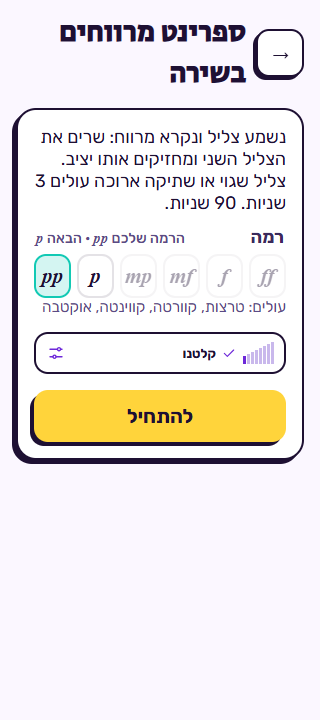 ספרינט מרווחים
בשירה
נשמע צליל ונקרא מרווח: שרים את
הצליל השני ומחזיקים אותו יציב.
צליל שגוי או שתיקה ארוכה עולים 3
שניות. 90 שניות.
רמה
הרמה שלכם pp • הבאה p
pp p mp mf f ff
עולים: טרצות, קוורטה, קווינטה, אוקטבה
קלטנו
להתחיל